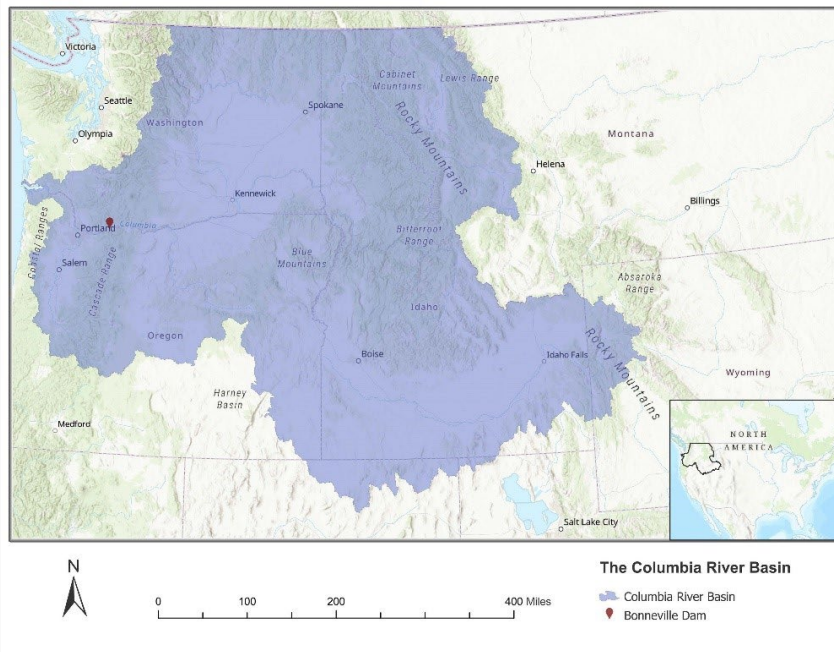 Victoria
Seattle
Olympia
Washington
Spokane
Cabinet
Mountains
Lewis Range
Rocky Mountains
Montana
Helena
Billings
Kennewick
Columbia
Portland
Coastal Ranges
Salem
Cascade Range
Blue
Mountains
Bitterroot
Range
Absaroka
Range
Idaho
Oregon
Boise
Idaho Falls
Rocky Mountains
Wyoming
Harney
Basin
Medford
Salt Lake City
NORTH
AMERICA
N
0 100 200 400 Miles
The Columbia River Basin
Columbia River Basin
Bonneville Dam